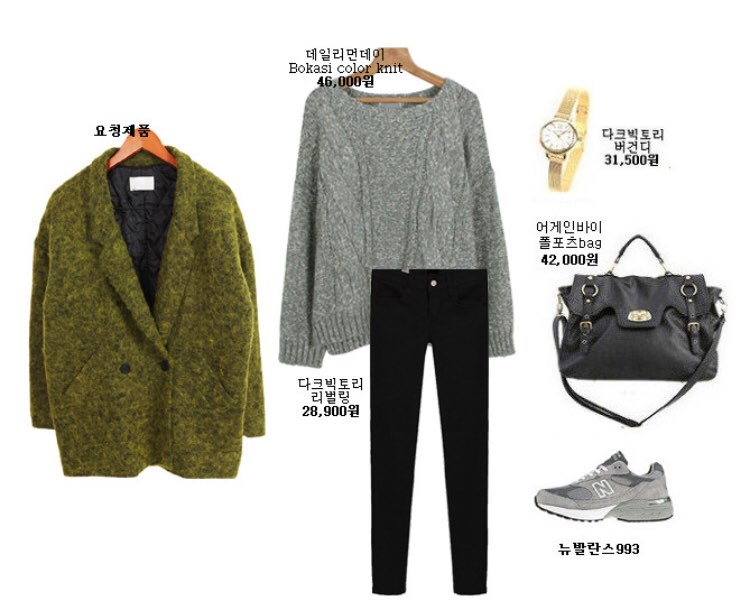 데일리먼데이
Bokasi color knit
46,000원
요청제품
다크빅토리
버건디
31,500원
어게인바이
폴포츠bag
42,000원
다크빅토리
리벌링
28,900원
N
뉴발란스993